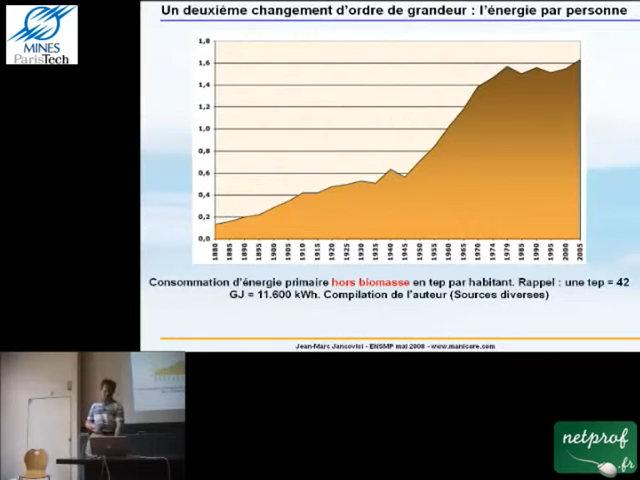 Un deuxième changement d'ordre de grandeur : l'énergie par personne
MINES
ParisTech
1,8
1,6
1,4
1,2
1,0
0,8
0,6
0,4
0,2
0,0
1880 1885 1890 1895 1900 1905 1910 1915 1920 1925 1930 1935 1940 1945 1950 1955 1960 1965 1970 1979 1985 1990 1995 2000 2005
Consommation d'énergie primaire hors biomasse en tep par habitant. Rappel : une tep = 42
GJ = 11.600 kWh. Compilation de l'auteur (Sources diverses)
Jean-Marc Jancovici - ENSMP mai 2008 - www.manicore.com
netprof
.fr